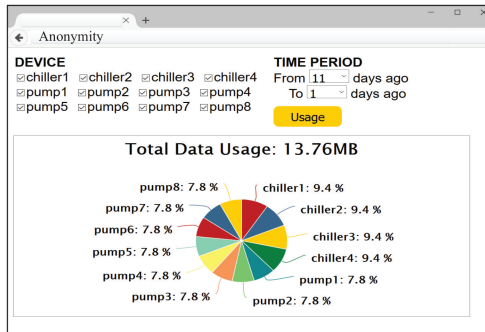 Anonymity
DEVICE
chiller1 chiller2 chiller3 chiller4
pump1 pump2 pump3 pump4
pump5 pump6 pump7 pump8
TIME PERIOD
From 11 days ago
To 1 days ago
Usage
Total Data Usage: 13.76MB
pump8: 7.8 %
chiller1: 9.4 %
pump7: 7.8 %
chiller2: 9.4 %
pump6: 7.8 %
chiller3: 9.4 %
pump5: 7.8 %
chiller4: 9.4 %
pump4: 7.8 %
pump1: 7.8 %
pump3: 7.8 %
pump2: 7.8 %